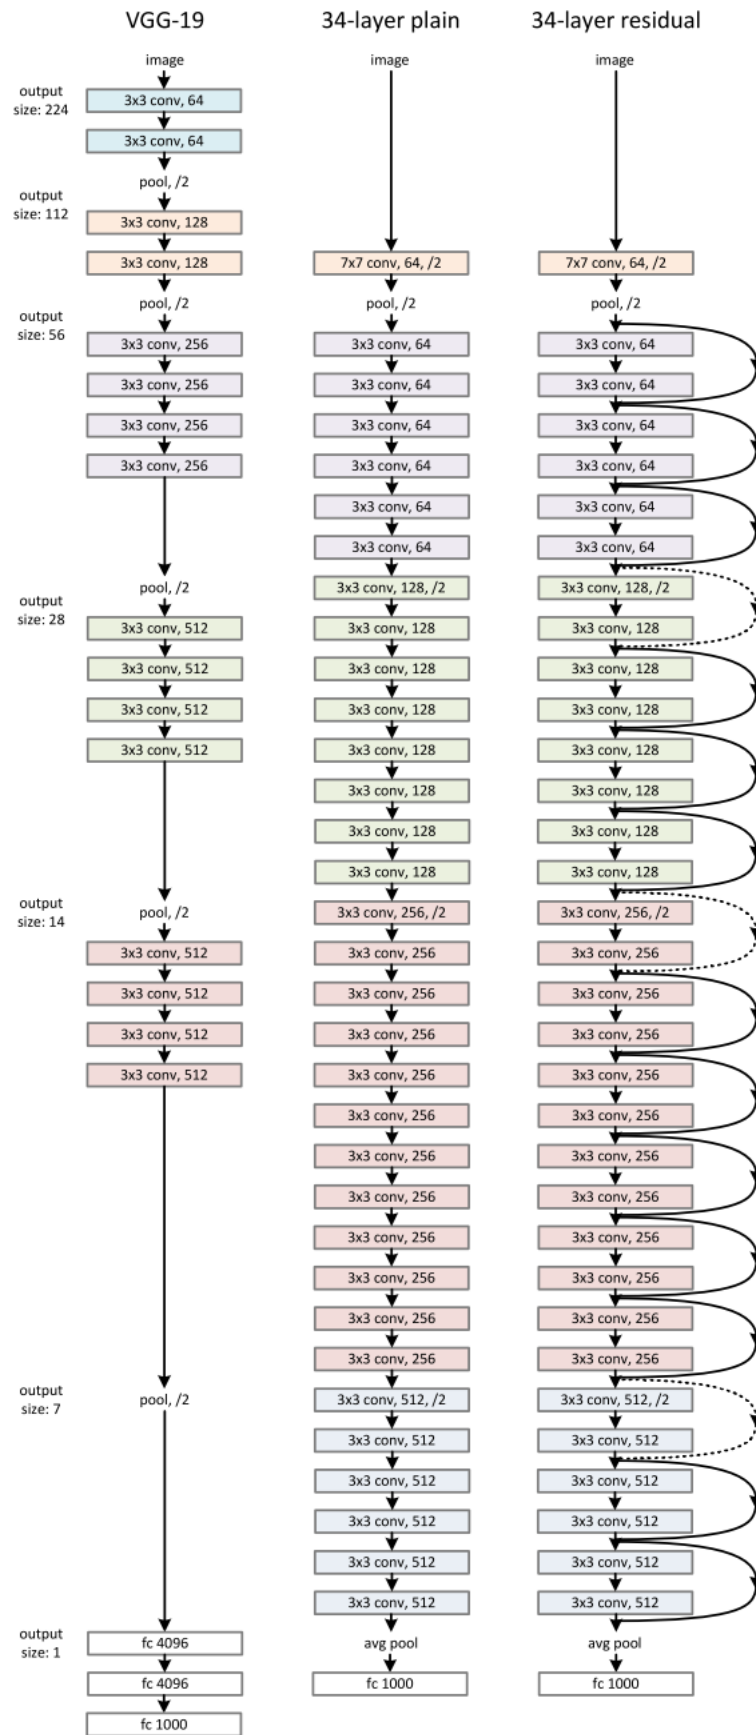 output
size: 224
output
size: 112
output
size: 56
output
size: 28
output
size: 14
output
size: 7
output
size: 1
VGG-19
image
3x3 conv, 64
3x3 conv, 64
pool, /2
3x3 conv, 128
3x3 conv, 128
pool, /2
3x3 conv, 256
3x3 conv, 256
3x3 conv, 256
3x3 conv, 256
pool, /2
3x3 conv, 512
3x3 conv, 512
3x3 conv, 512
3x3 conv, 512
pool, /2
3x3 conv, 512
3x3 conv, 512
3x3 conv, 512
3x3 conv, 512
pool, /2
fc 4096
fc 4096
fc 1000
34-layer plain
image
7x7 conv, 64, /2
pool, /2
3x3 conv, 64
3x3 conv, 64
3x3 conv, 64
3x3 conv, 64
3x3 conv, 64
3x3 conv, 64
3x3 conv, 128, /2
3x3 conv, 128
3x3 conv, 128
3x3 conv, 128
3x3 conv, 128
3x3 conv, 128
3x3 conv, 128
3x3 conv, 128
3x3 conv, 256, /2
3x3 conv, 256
3x3 conv, 256
3x3 conv, 256
3x3 conv, 256
3x3 conv, 256
3x3 conv, 256
3x3 conv, 256
3x3 conv, 256
3x3 conv, 256
3x3 conv, 256
3x3 conv, 256
3x3 conv, 512, /2
3x3 conv, 512
3x3 conv, 512
3x3 conv, 512
3x3 conv, 512
3x3 conv, 512
avg pool
fc 1000
34-layer residual
image
7x7 conv, 64, /2
pool, /2
3x3 conv, 64
3x3 conv, 64
3x3 conv, 64
3x3 conv, 64
3x3 conv, 64
3x3 conv, 64
3x3 conv, 128, /2
3x3 conv, 128
3x3 conv, 128
3x3 conv, 128
3x3 conv, 128
3x3 conv, 128
3x3 conv, 128
3x3 conv, 128
3x3 conv, 256, /2
3x3 conv, 256
3x3 conv, 256
3x3 conv, 256
3x3 conv, 256
3x3 conv, 256
3x3 conv, 256
3x3 conv, 256
3x3 conv, 256
3x3 conv, 256
3x3 conv, 256
3x3 conv, 256
3x3 conv, 512, /2
3x3 conv, 512
3x3 conv, 512
3x3 conv, 512
3x3 conv, 512
3x3 conv, 512
avg pool
fc 1000